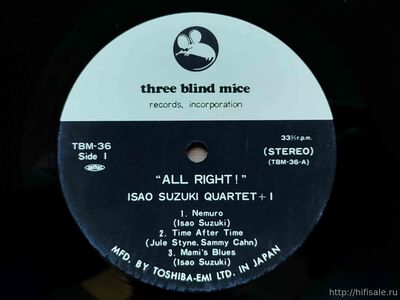 three blind mice
records, incorporation
TBM-36
Side 1
33⅓ r.p.m.
(STEREO)
(TBM-36-A)
"ALL RIGHT!"
ISAO SUZUKI QUARTET+1
1. Nemuro
(Isao Suzuki)
2. Time After Time
(Jule Styne, Sammy Cahn)
3. Mami's Blues
(Isao Suzuki)
MFD. BY TOSHIBA-EMI LTD. IN JAPAN
http://hifisale.ru/